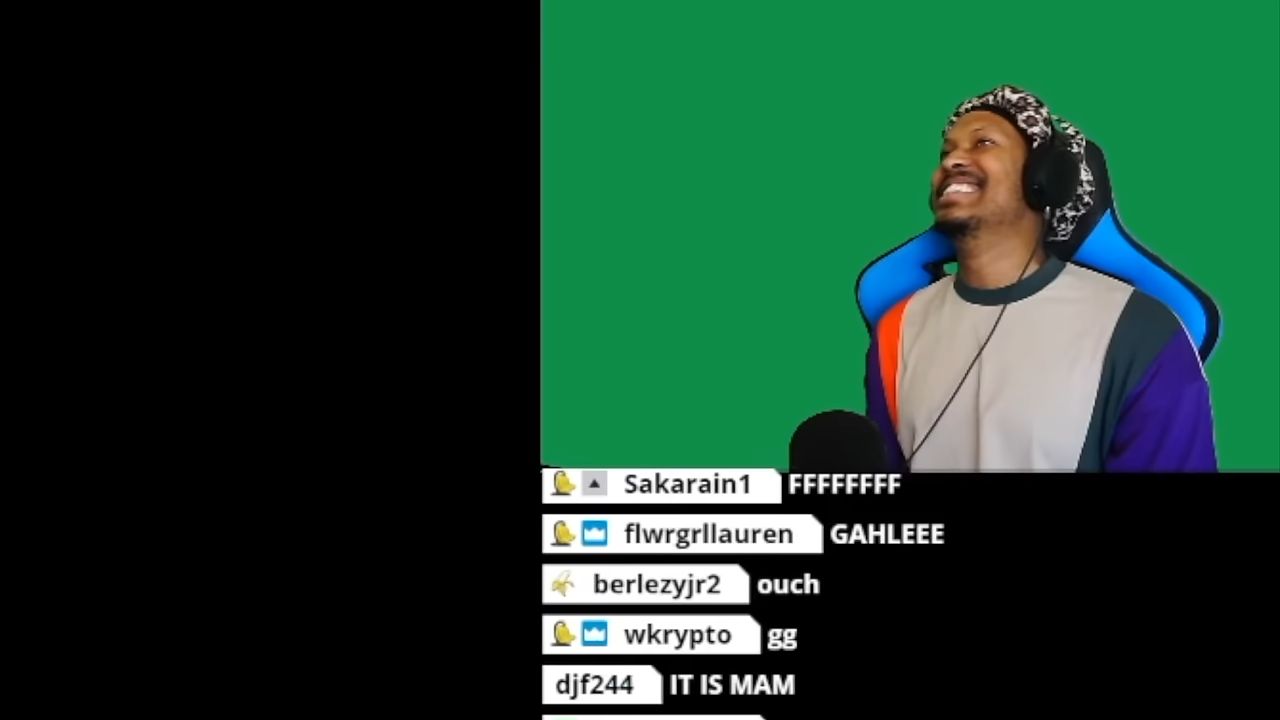 Sakarain1 FFFFFFFF
flwrgrllauren GAHLEEE
berlezyjr2 ouch
wkrypto gg
djf244 IT IS MAM